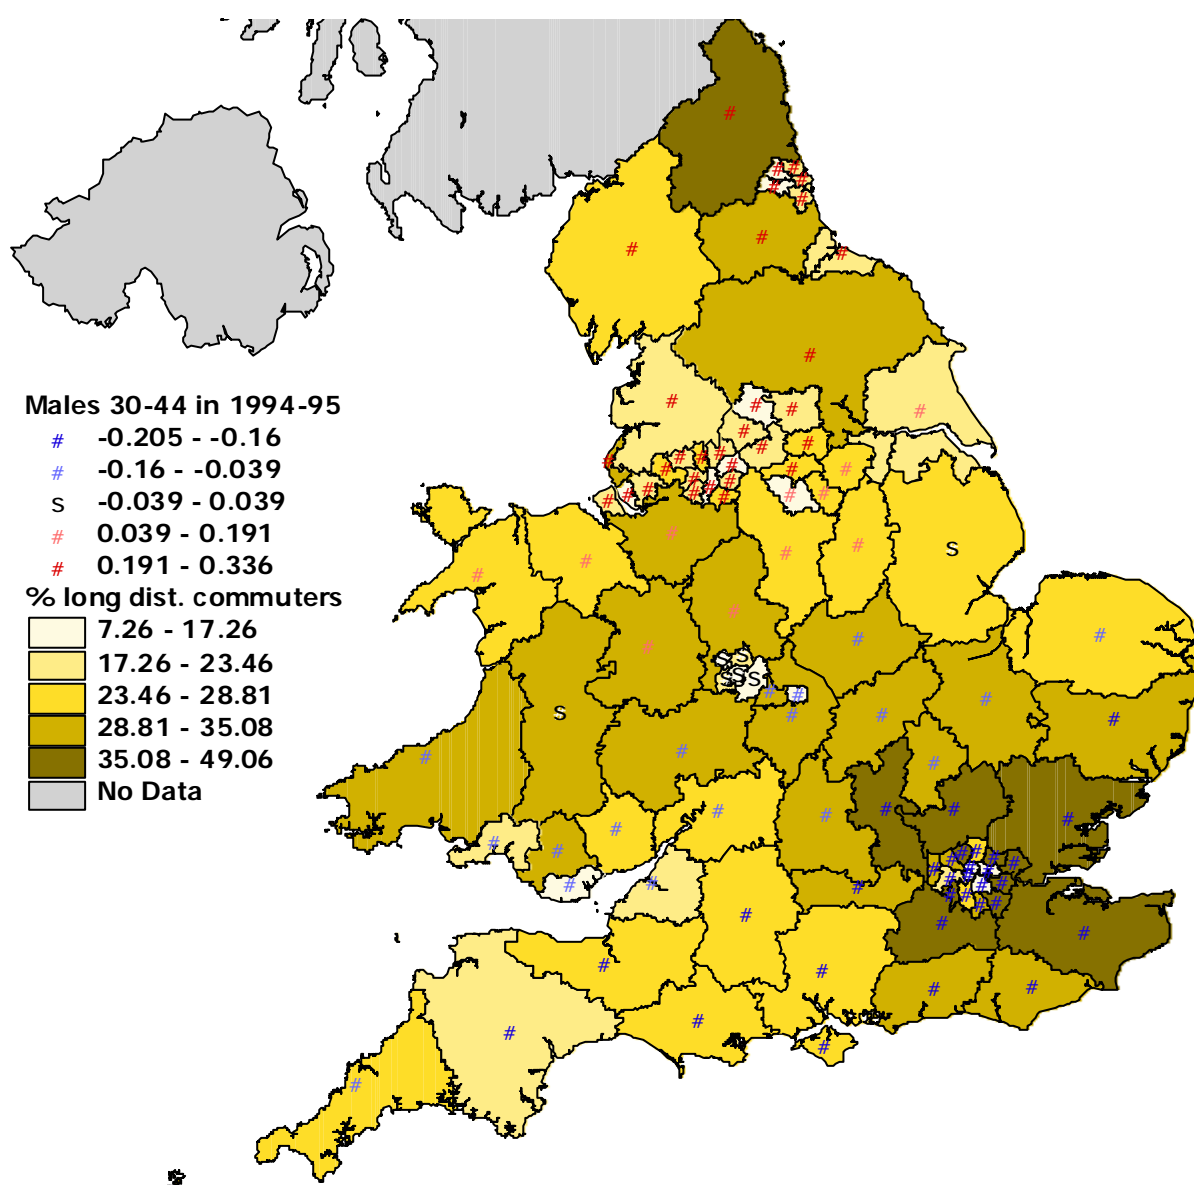 Males 30-44 in 1994-95
# -0.205 - -0.16
# -0.16 - -0.039
S -0.039 - 0.039
# 0.039 - 0.191
# 0.191 - 0.336
% long dist. commuters
7.26 - 17.26
17.26 - 23.46
23.46 - 28.81
28.81 - 35.08
35.08 - 49.06
No Data